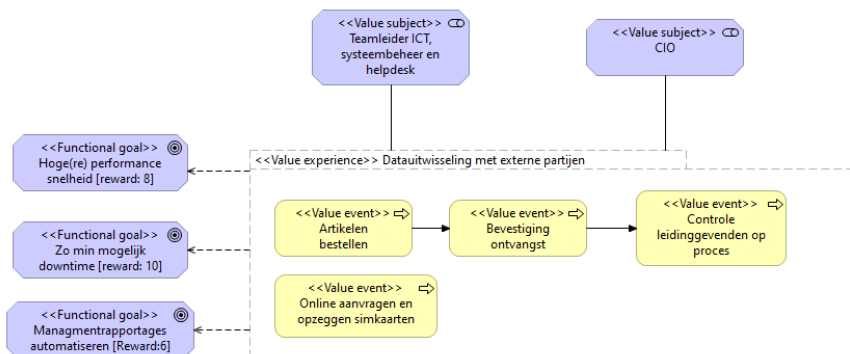 <<Value subject>>
Teamleider ICT,
systeembeheer en
helpdesk
<<Value subject>>
CIO
<<Functional goal>>
Hoge(re) performance
snelheid [reward: 8]
<<Value experience>> Datauitwisseling met externe partijen
<<Value event>>
Artikelen
bestellen
<<Value event>>
Bevestiging
ontvangst
<<Value event>>
Controle
leidinggevenden op
proces
<<Functional goal>>
Zo min mogelijk
downtime [reward: 10]
<<Value event>>
Online aanvragen en
opzeggen simkaarten
<<Functional goal>>
Managmentrapportages
automatiseren [Reward:6]